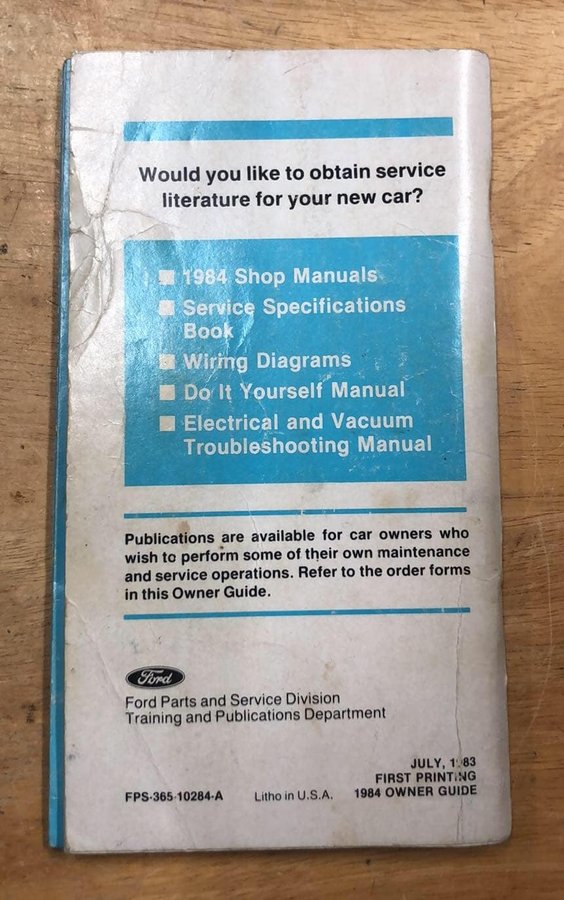 Would you like to obtain service
literature for your new car?
1984 Shop Manuals
Service Specifications
Book
Wiring Diagrams
Do It Yourself Manual
Electrical and Vacuum
Troubleshooting Manual
Publications are available for car owners who
wish to perform some of their own maintenance
and service operations. Refer to the order forms
in this Owner Guide.
Ford
Ford Parts and Service Division
Training and Publications Department
JULY, 1983
FIRST PRINTING
FPS-365-10284-A Litho in U.S.A. 1984 OWNER GUIDE